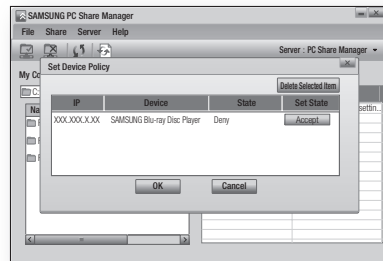 SAMSUNG PC Share Manager
File Share Server Help
Server : PC Share Manager
Set Device Policy
My Co
Delete Selected Item
C:
IP Device State Set State
Na
settin...
XXX.XXX.X.XX SAMSUNG Blu-ray Disc Player Deny Accept
OK Cancel